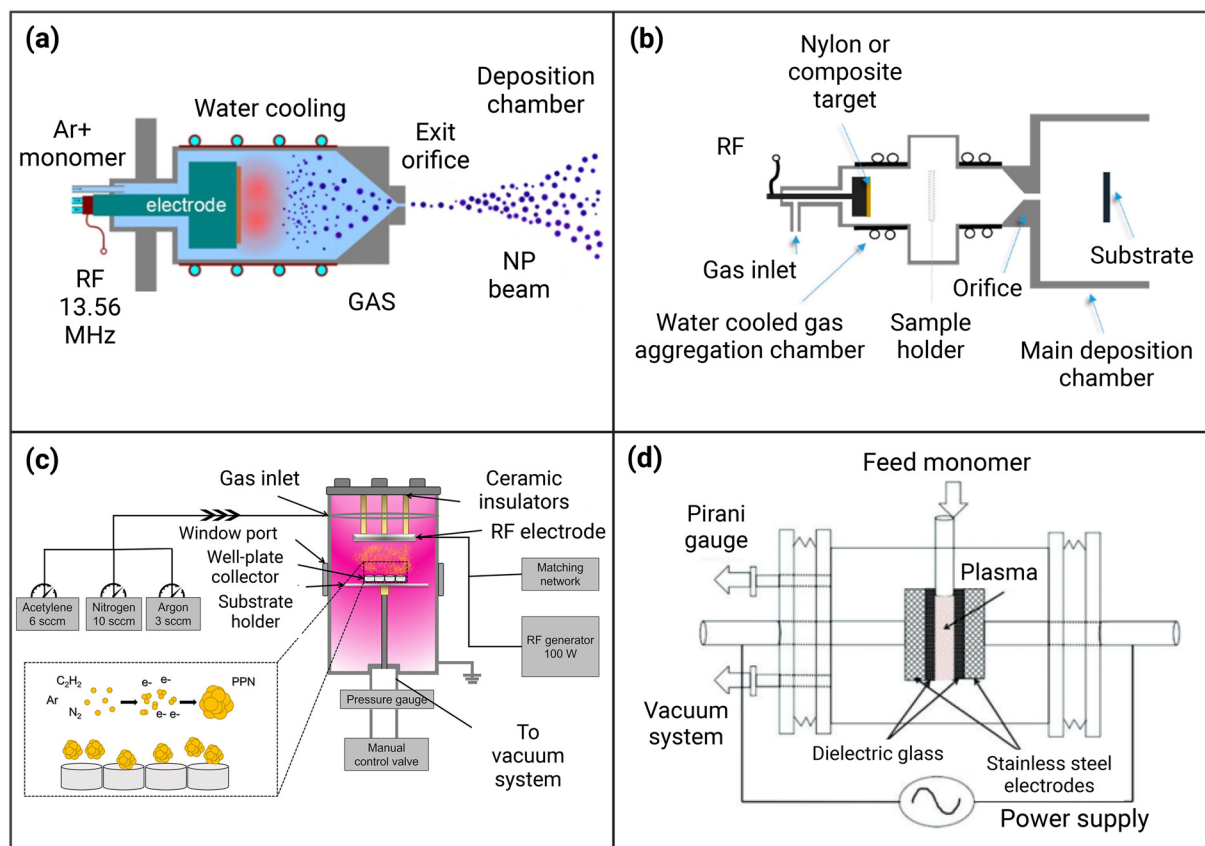 (a)
Deposition
chamber
Water cooling
Ar+
monomer
Exit
orifice
electrode
RF
13.56
MHz
GAS
NP
beam
(b)
Nylon or
composite
target
RF
Gas inlet
Substrate
Orifice
Water cooled gas
aggregation chamber
Sample
holder
Main deposition
chamber
(c)
Gas inlet
Ceramic
insulators
Window port
RF electrode
Well-plate
collector
Substrate
holder
Matching
network
Acetylene
6 sccm
Nitrogen
10 sccm
Argon
3 sccm
RF generator
100 W
C2H2
Ar
N2
e-
e-
e-
e- e-
PPN
Pressure gauge
Manual
control valve
To
vacuum
system
(d)
Feed monomer
Pirani
gauge
Plasma
Vacuum
system
Dielectric glass
Stainless steel
electrodes
Power supply